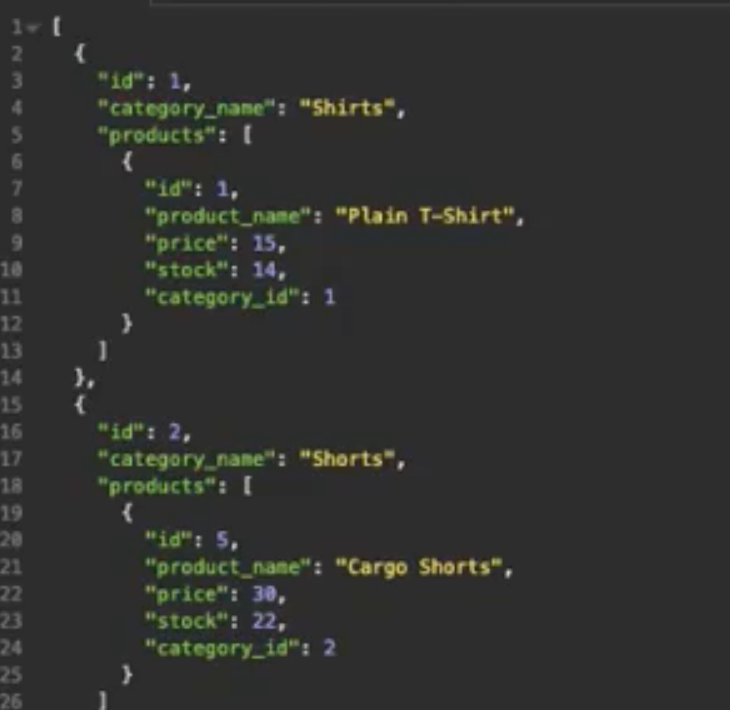 1 [
2 {
3 "id": 1,
4 "category_name": "Shirts",
5 "products": [
6 {
7 "id": 1,
8 "product_name": "Plain T-Shirt",
9 "price": 15,
10 "stock": 14,
11 "category_id": 1
12 }
13 ]
14 },
15 {
16 "id": 2,
17 "category_name": "Shorts",
18 "products": [
19 {
20 "id": 5,
21 "product_name": "Cargo Shorts",
22 "price": 30,
23 "stock": 22,
24 "category_id": 2
25 }
26 ]